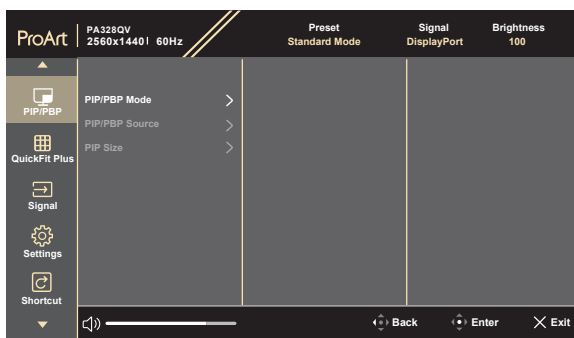 ProArt
PA328QV
2560x1440 60Hz
Preset
Standard Mode
Signal
DisplayPort
Brightness
100
PIP/PBP
QuickFit Plus
Signal
Settings
Shortcut
PIP/PBP Mode
PIP/PBP Source
PIP Size
Back
Enter
Exit